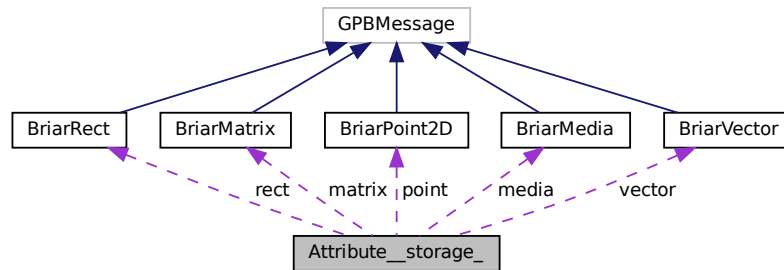 GPBMessage
BriarRect
BriarMatrix
BriarPoint2D
BriarMedia
BriarVector
rect
matrix
point
media
vector
Attribute__storage_